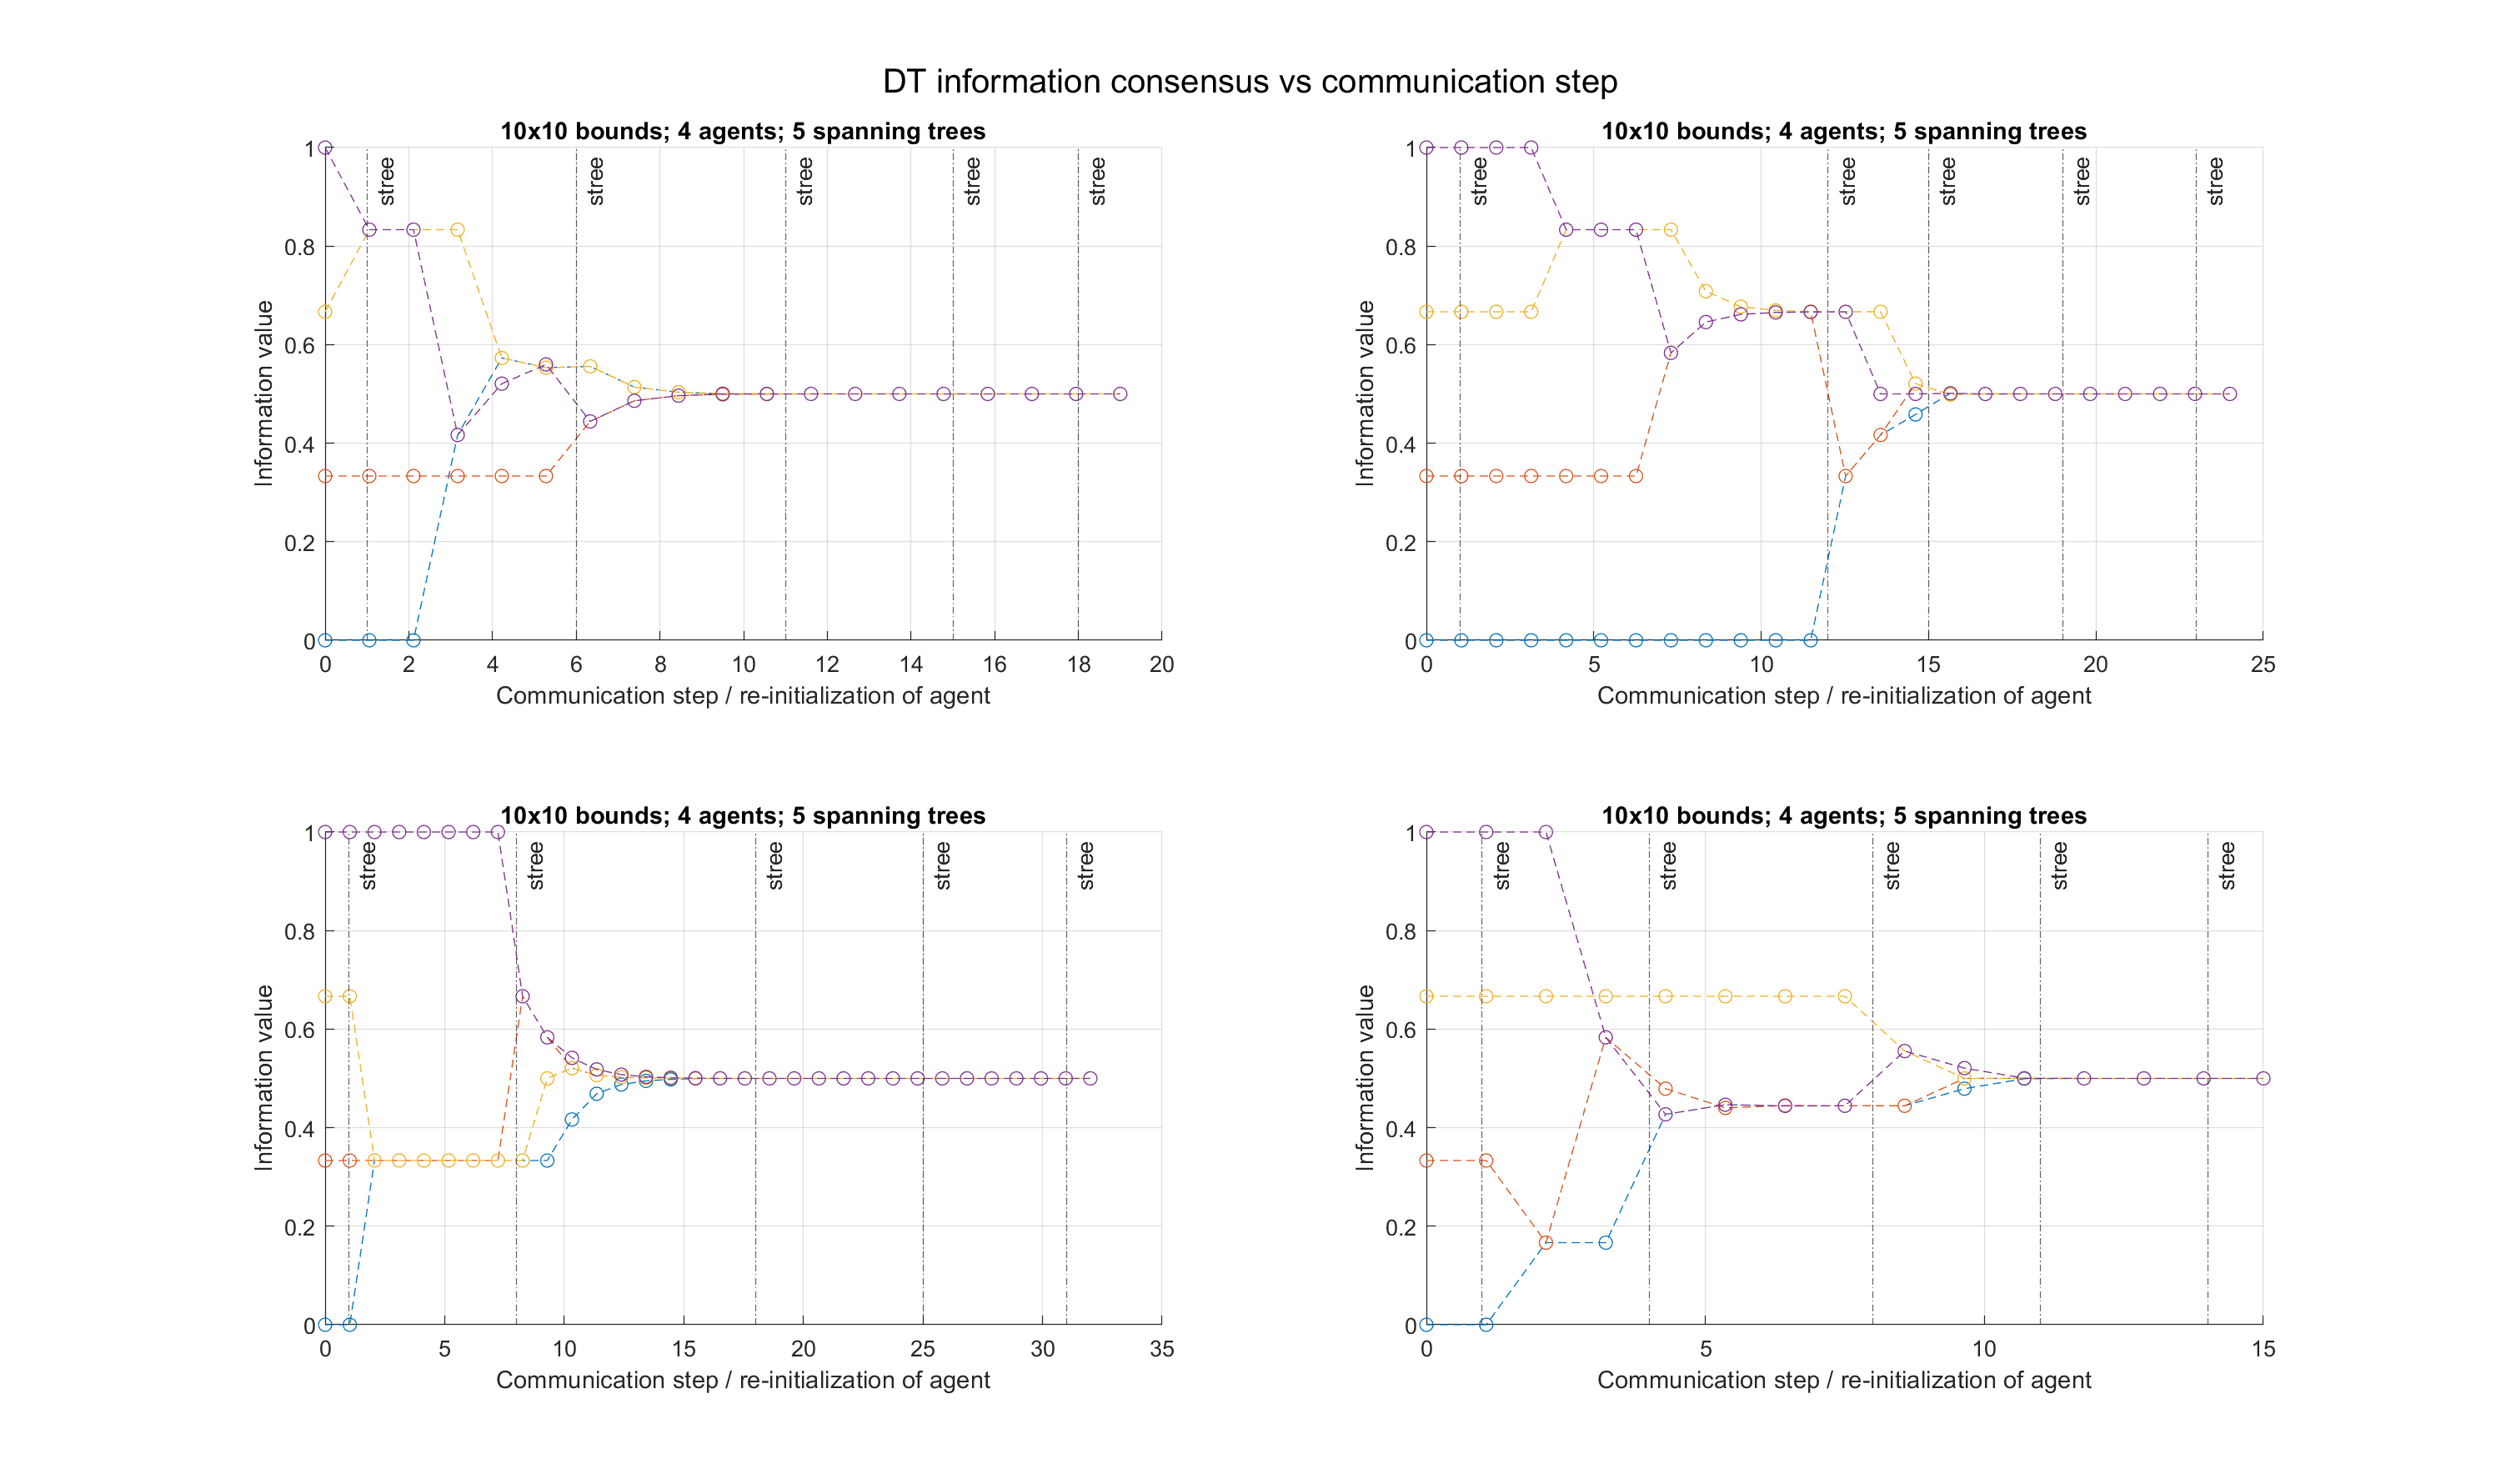 DT information consensus vs communication step
10x10 bounds; 4 agents; 5 spanning trees
1
0.8
0.6
0.4
0.2
0
Information value
stree
stree
stree
stree
stree
0 2 4 6 8 10 12 14 16 18 20
Communication step / re-initialization of agent
10x10 bounds; 4 agents; 5 spanning trees
1
0.8
0.6
0.4
0.2
0
Information value
stree
stree
stree
stree
stree
0 5 10 15 20 25
Communication step / re-initialization of agent
10x10 bounds; 4 agents; 5 spanning trees
1
0.8
0.6
0.4
0.2
0
Information value
stree
stree
stree
stree
stree
0 5 10 15 20 25 30 35
Communication step / re-initialization of agent
10x10 bounds; 4 agents; 5 spanning trees
1
0.8
0.6
0.4
0.2
0
Information value
stree
stree
stree
stree
stree
0 5 10 15
Communication step / re-initialization of agent